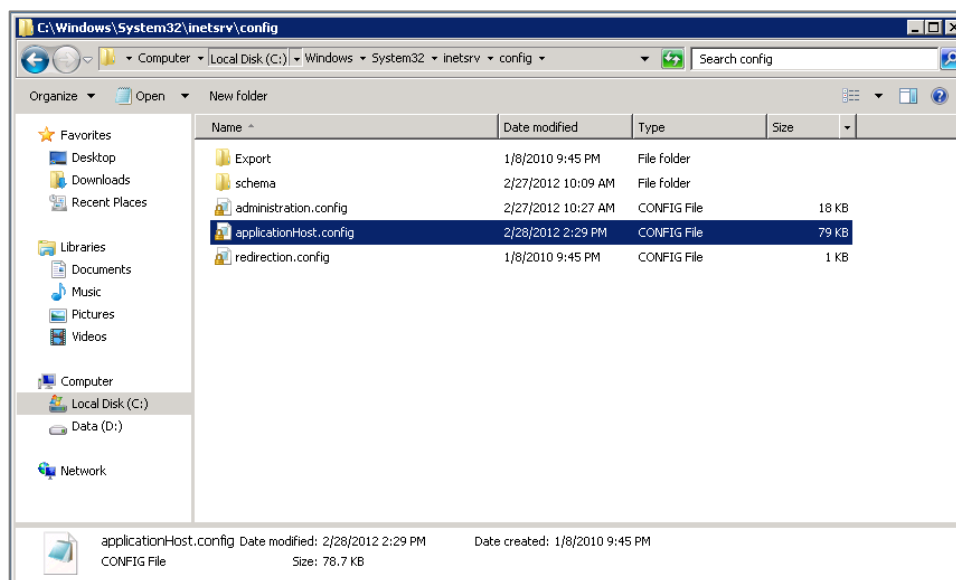 C:\Windows\System32\inetsrv\config
Computer Local Disk (C:) Windows System32 inetsrv config Search config
Organize Open New folder
Name Date modified Type Size
Favorites
Desktop
Downloads
Recent Places
Libraries
Documents
Music
Pictures
Videos
Computer
Local Disk (C:)
Data (D:)
Network
Export 1/8/2010 9:45 PM File folder
schema 2/27/2012 10:09 AM File folder
administration.config 2/27/2012 10:27 AM CONFIG File 18 KB
applicationHost.config 2/28/2012 2:29 PM CONFIG File 79 KB
redirection.config 1/8/2010 9:45 PM CONFIG File 1 KB
applicationHost.config Date modified: 2/28/2012 2:29 PM Date created: 1/8/2010 9:45 PM
CONFIG File Size: 78.7 KB